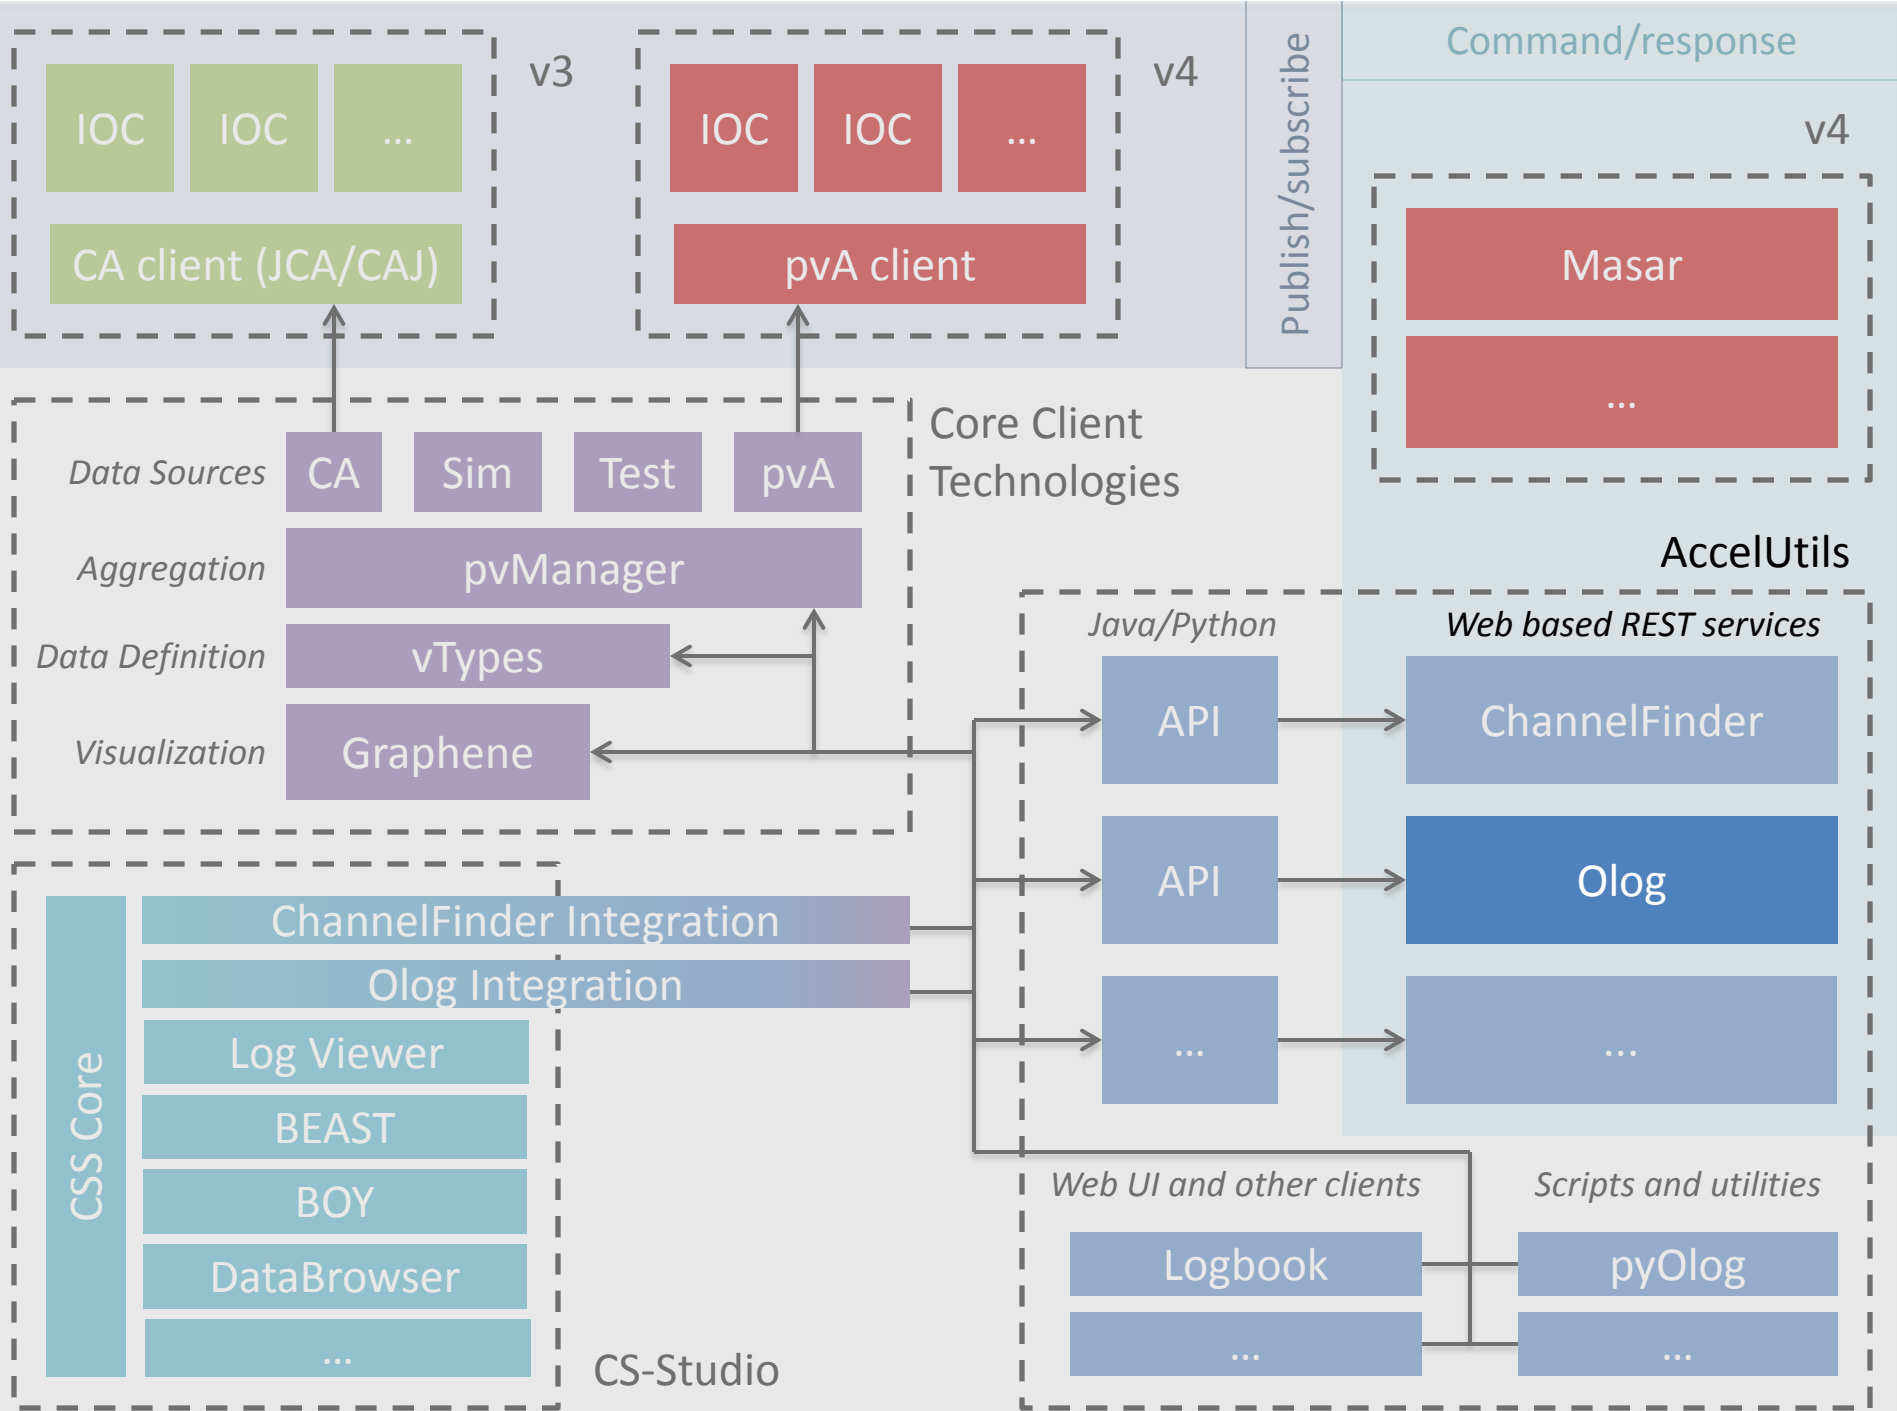 v3
IOC
IOC
...
CA client (JCA/CAJ)
v4
IOC
IOC
...
pvA client
Publish/subscribe
Command/response
v4
Masar
...
Core Client
Technologies
Data Sources
CA
Sim
Test
pvA
Aggregation
pvManager
Data Definition
vTypes
Visualization
Graphene
AccelUtils
Java/Python
Web based REST services
API
ChannelFinder
API
Olog
...
...
Web UI and other clients
Scripts and utilities
Logbook
pyOlog
...
...
CSS Core
ChannelFinder Integration
Olog Integration
Log Viewer
BEAST
BOY
DataBrowser
...
CS-Studio